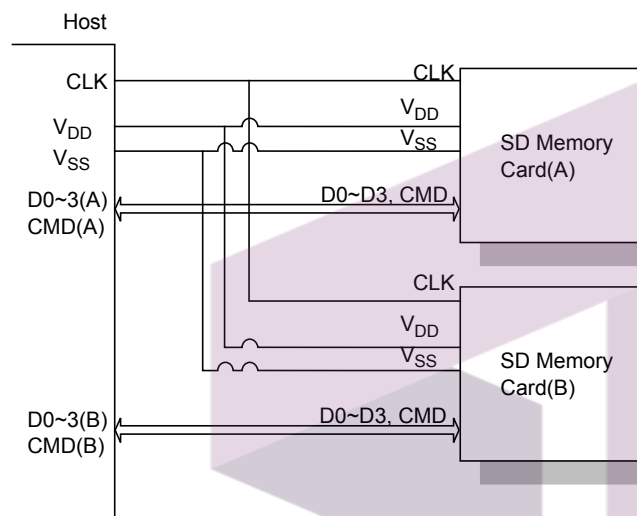 Host
CLK
V_DD
V_SS
D0~3(A)
CMD(A)
CLK
V_DD
V_SS
D0~D3, CMD
SD Memory
Card(A)
CLK
V_DD
V_SS
D0~D3, CMD
SD Memory
Card(B)
D0~3(B)
CMD(B)